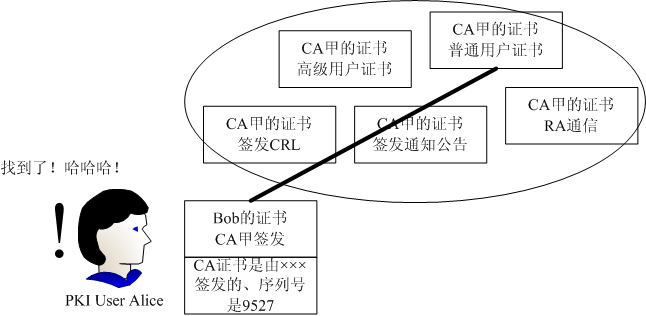 CA甲的证书
普通用户证书
CA甲的证书
高级用户证书
CA甲的证书
RA通信
CA甲的证书
签发CRL
CA甲的证书
签发通知公告
找到了！哈哈哈！
!
Bob的证书
CA甲签发
CA证书是由×××
签发的、序列号
是9527
PKI User Alice